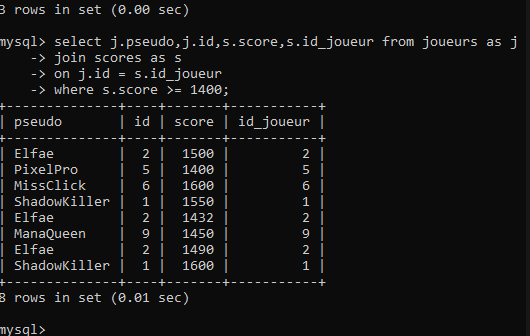 3 rows in set (0.00 sec)
mysql> select j.pseudo,j.id,s.score,s.id_joueur from joueurs as j
    -> join scores as s
    -> on j.id = s.id_joueur
    -> where s.score >= 1400;
+--------------+----+-------+-----------+
| pseudo       | id | score | id_joueur |
+--------------+----+-------+-----------+
| Elfae        |  2 |  1500 |         2 |
| PixelPro     |  5 |  1400 |         5 |
| MissClick    |  6 |  1600 |         6 |
| ShadowKiller |  1 |  1550 |         1 |
| Elfae        |  2 |  1432 |         2 |
| ManaQueen    |  9 |  1450 |         9 |
| Elfae        |  2 |  1490 |         2 |
| ShadowKiller |  1 |  1600 |         1 |
+--------------+----+-------+-----------+
8 rows in set (0.01 sec)
mysql>